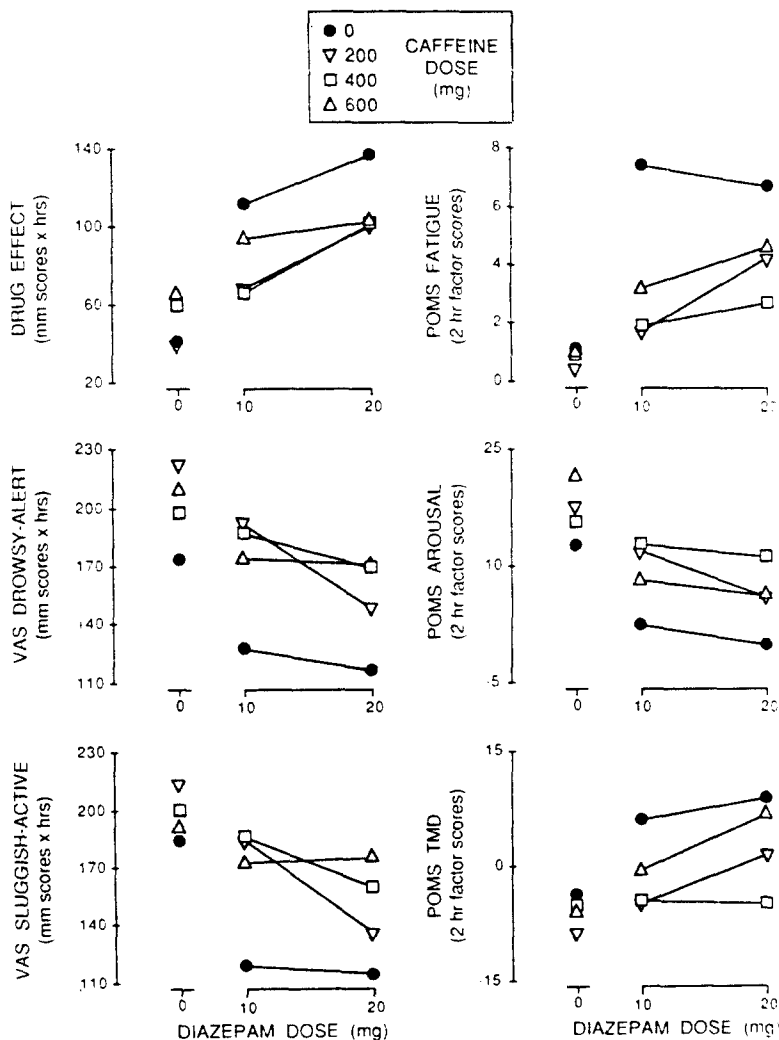 0
200
400
600
CAFFEINE
DOSE
(mg)
DRUG EFFECT
(mm scores x hrs)
140
100
60
20
0
10
20
POMS FATIGUE
(2 hr factor scores)
8
6
4
2
0
0
10
20
VAS DROWSY-ALERT
(mm scores x hrs)
230
200
170
140
110
0
10
20
POMS AROUSAL
(2 hr factor scores)
25
10
-5
0
10
20
VAS SLUGGISH-ACTIVE
(mm scores x hrs)
230
200
170
140
110
0
10
20
DIAZEPAM DOSE (mg)
POMS TMD
(2 hr factor scores)
15
0
-15
0
10
20
DIAZEPAM DOSE (mg)